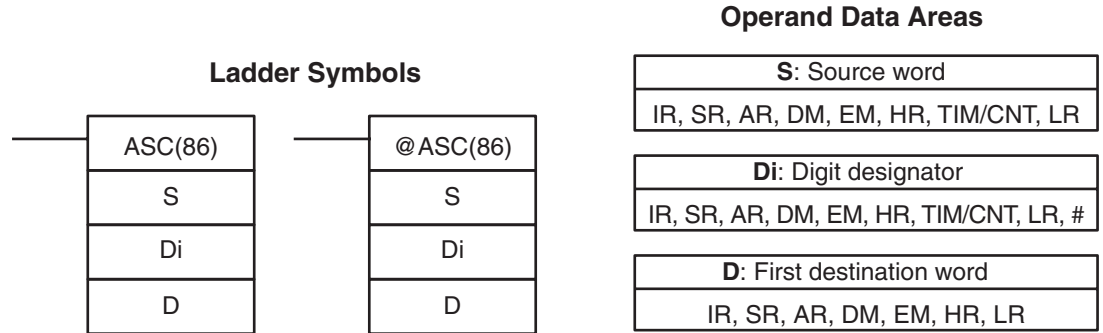 Ladder Symbols
ASC(86)
S
Di
D
@ASC(86)
S
Di
D
Operand Data Areas
S: Source word
IR, SR, AR, DM, EM, HR, TIM/CNT, LR
Di: Digit designator
IR, SR, AR, DM, EM, HR, TIM/CNT, LR, #
D: First destination word
IR, SR, AR, DM, EM, HR, LR